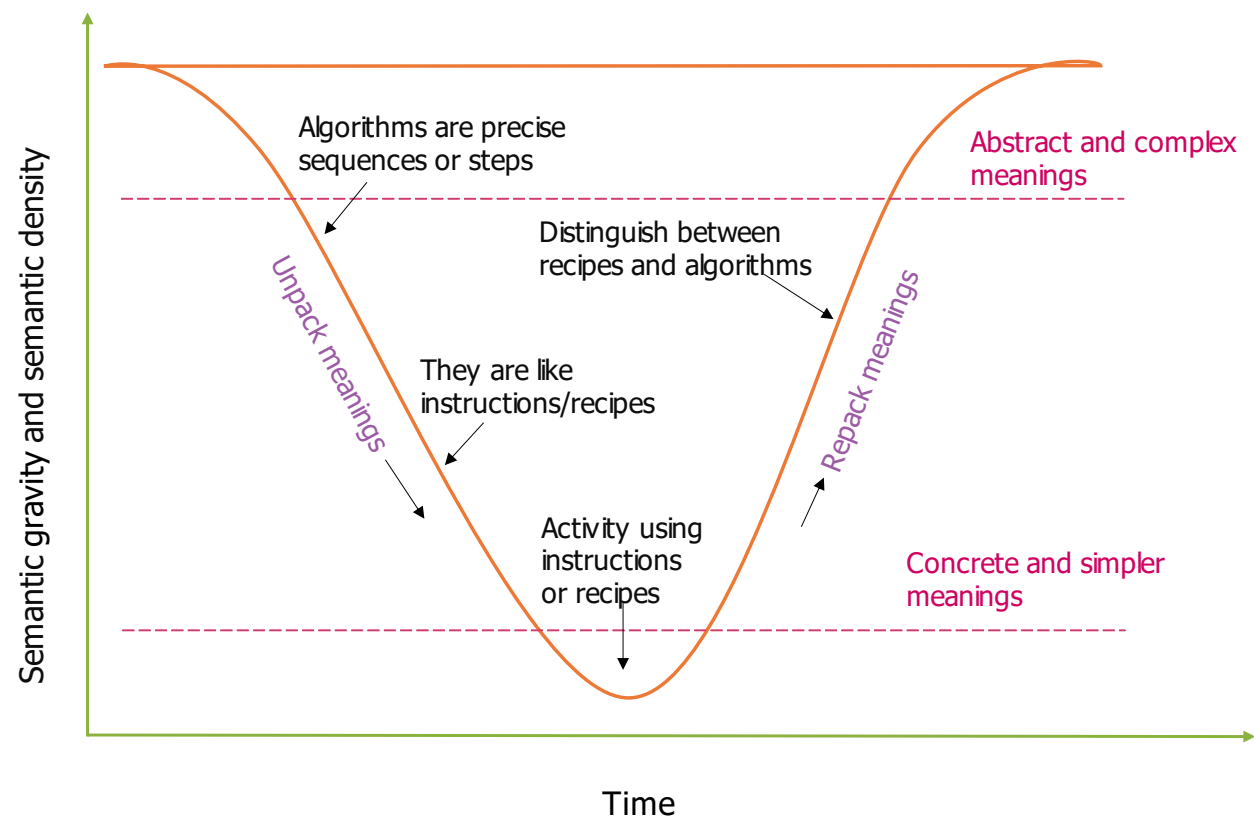 Semantic gravity and semantic density
Algorithms are precise
sequences or steps
Abstract and complex
meanings
Distinguish between
recipes and algorithms
Unpack meanings
They are like
instructions/recipes
Repack meanings
Activity using
instructions
or recipes
Concrete and simpler
meanings
Time